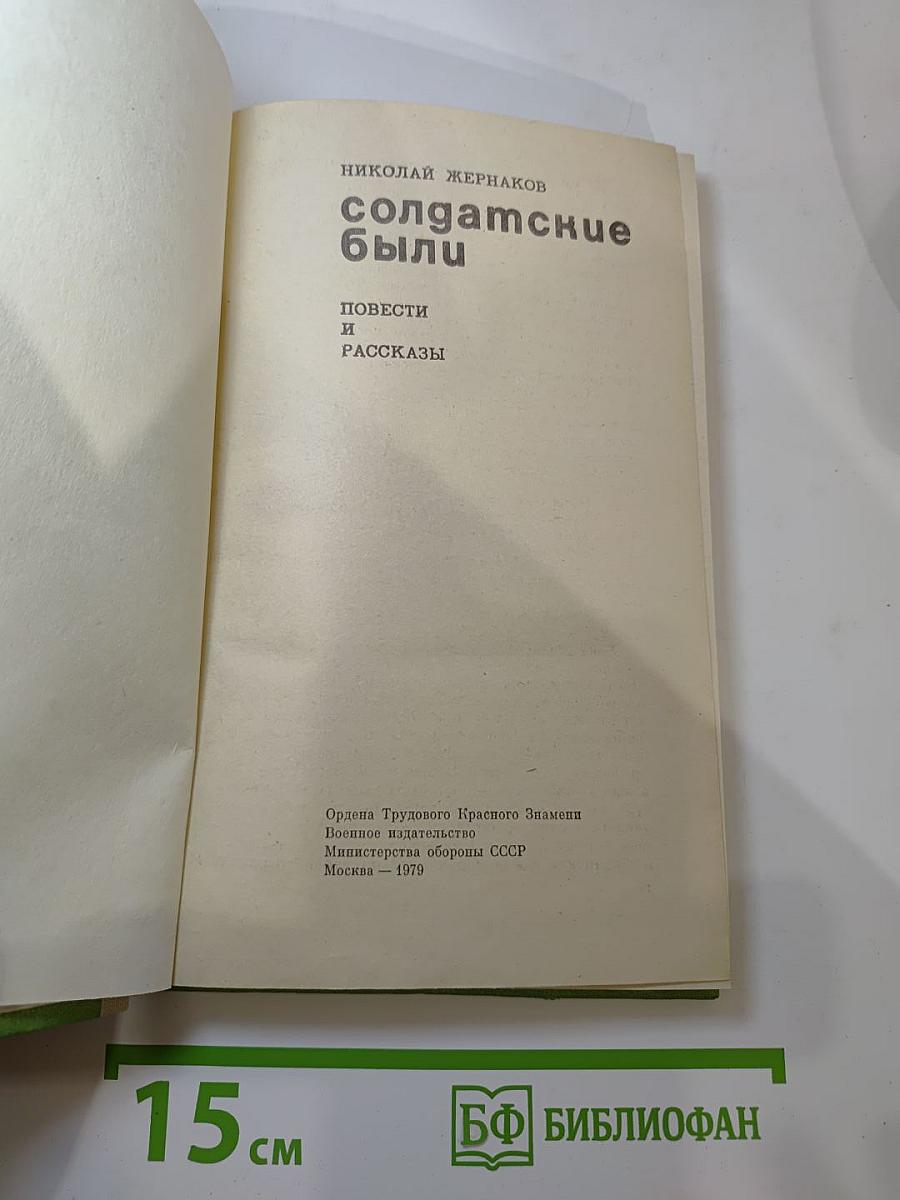 НИКОЛАЙ ЖЕРНАКОВ
солдатские
были
ПОВЕСТИ
И
РАССКАЗЫ
Ордена Трудового Красного Знамени
Военное издательство
Министерства обороны СССР
Москва — 1979
15 см
БФ БИБЛИОФАН